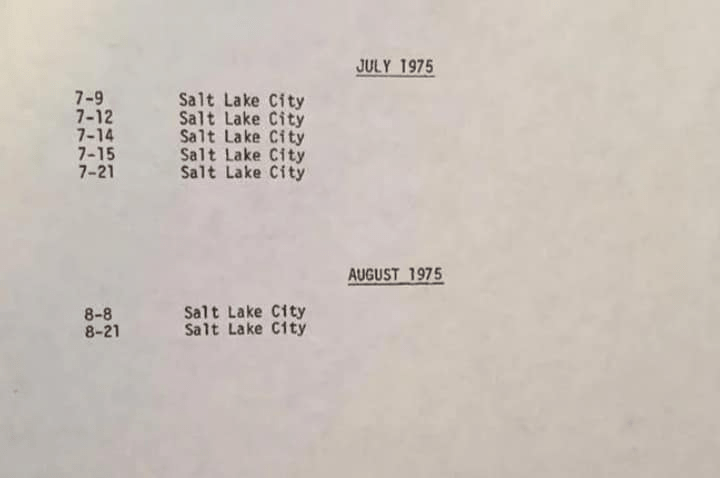 JULY 1975
7-9 Salt Lake City
7-12 Salt Lake City
7-14 Salt Lake City
7-15 Salt Lake City
7-21 Salt Lake City
AUGUST 1975
8-8 Salt Lake City
8-21 Salt Lake City